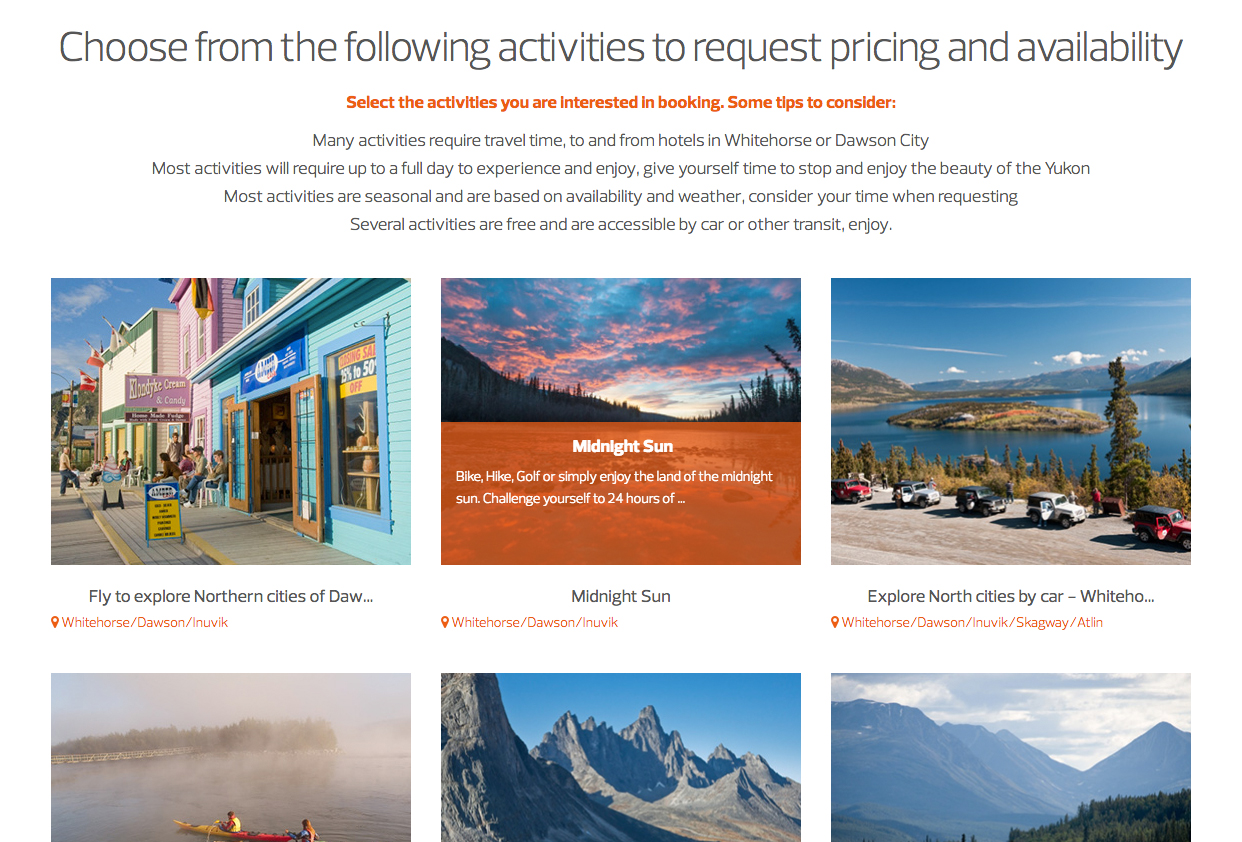 Choose from the following activities to request pricing and availability
Select the activities you are interested in booking. Some tips to consider:
Many activities require travel time, to and from hotels in Whitehorse or Dawson City
Most activities will require up to a full day to experience and enjoy, give yourself time to stop and enjoy the beauty of the Yukon
Most activities are seasonal and are based on availability and weather, consider your time when requesting
Several activities are free and are accessible by car or other transit, enjoy.
Klondyke Cream
& Candy
Home Made Fudge
CLOSING SALE
25% to 50%
OFF
Midnight Sun
Bike, Hike, Golf or simply enjoy the land of the midnight
sun. Challenge yourself to 24 hours of ...
Fly to explore Northern cities of Daw...
Whitehorse/Dawson/Inuvik
Midnight Sun
Whitehorse/Dawson/Inuvik
Explore North cities by car – Whiteho...
Whitehorse/Dawson/Inuvik/Skagway/Atlin